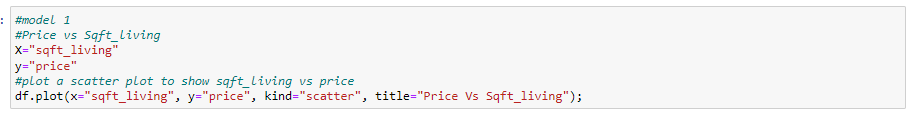 : #model 1
#Price vs Sqft_living
X="sqft_living"
y="price"
#plot a scatter plot to show sqft_living vs price
df.plot(x="sqft_living", y="price", kind="scatter", title="Price Vs Sqft_living");